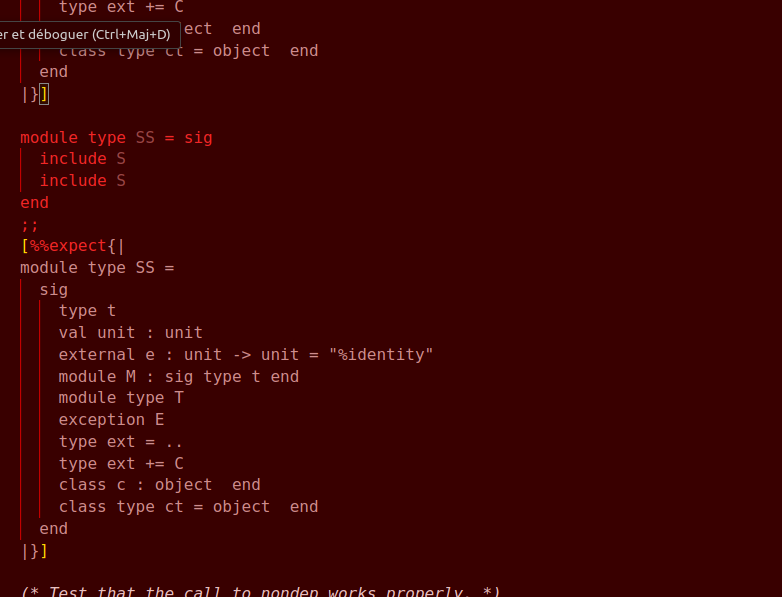 type ext += C
er et déboguer (Ctrl+Maj+D) ect  end
    class type ct = object  end
  end
|}]

module type SS = sig
  include S
  include S
end
;;
[%%expect{|
module type SS =
  sig
    type t
    val unit : unit
    external e : unit -> unit = "%identity"
    module M : sig type t end
    module type T
    exception E
    type ext = ..
    type ext += C
    class c : object  end
    class type ct = object  end
  end
|}]

(* Test that the call to nondep works properly. *)